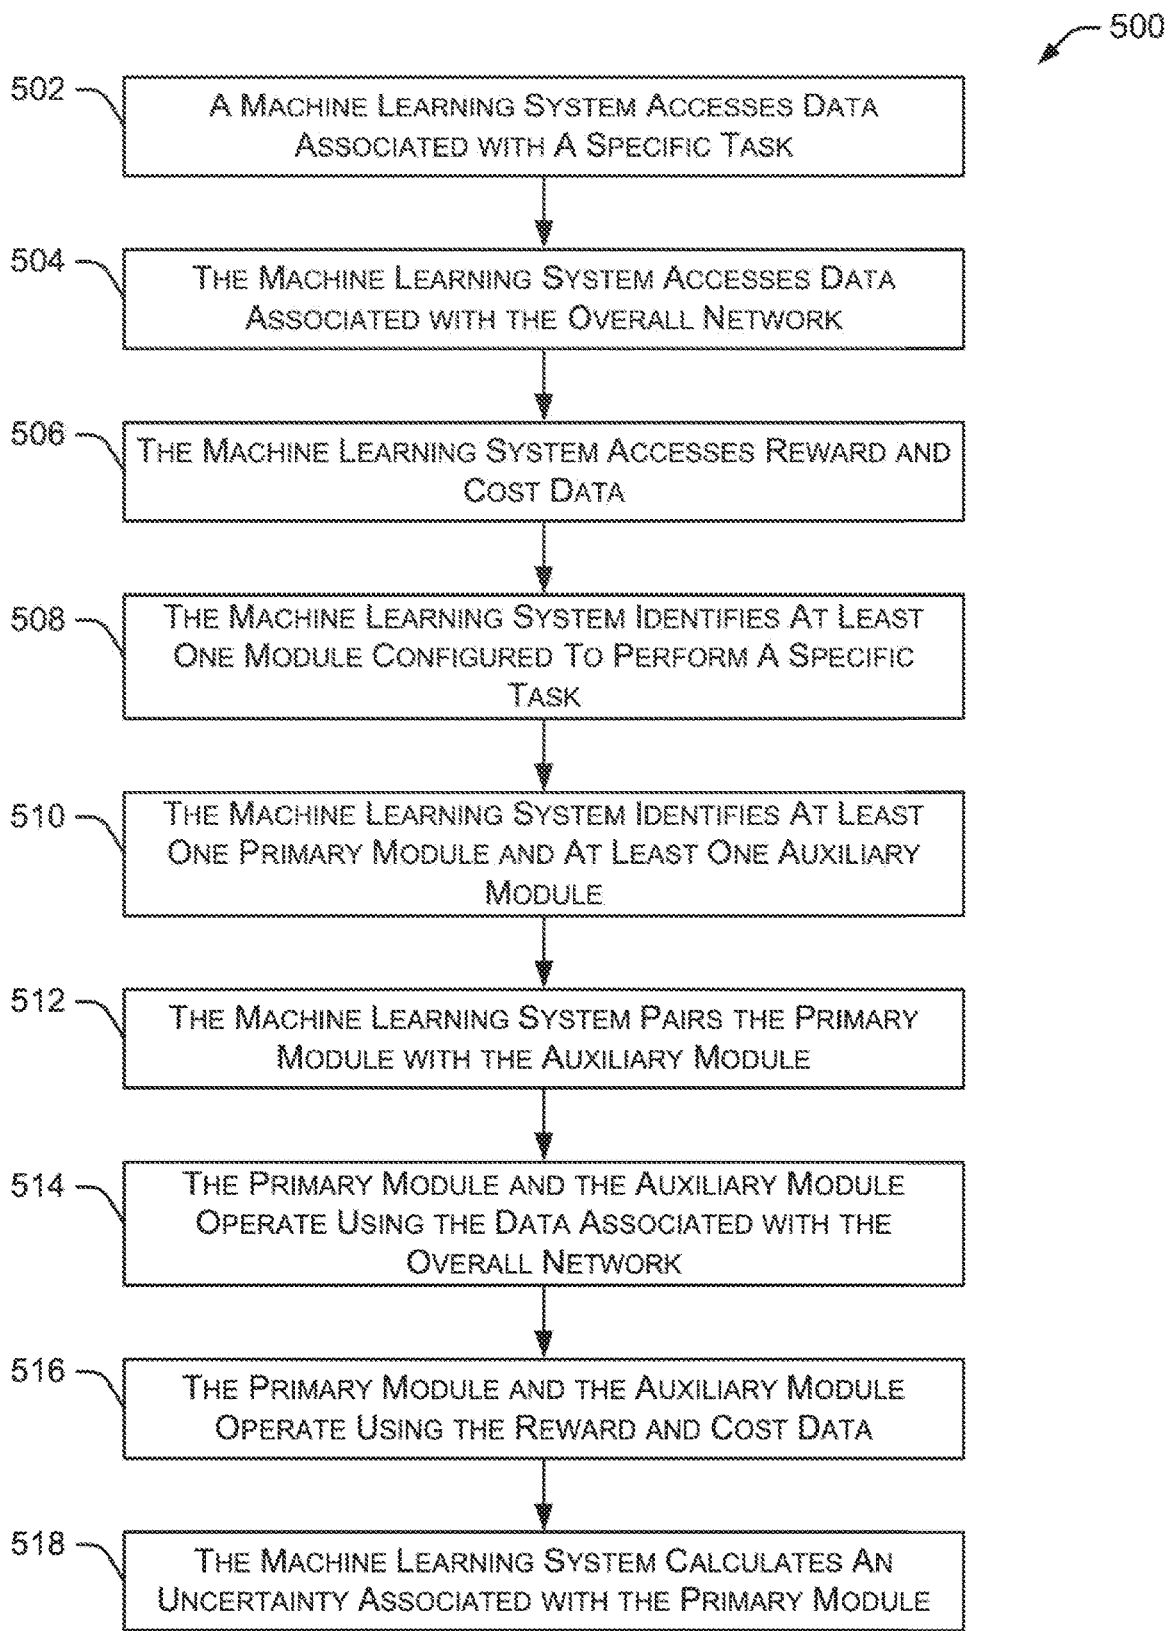 500
502
A MACHINE LEARNING SYSTEM ACCESSES DATA
ASSOCIATED WITH A SPECIFIC TASK
504
THE MACHINE LEARNING SYSTEM ACCESSES DATA
ASSOCIATED WITH THE OVERALL NETWORK
506
THE MACHINE LEARNING SYSTEM ACCESSES REWARD AND
COST DATA
508
THE MACHINE LEARNING SYSTEM IDENTIFIES AT LEAST
ONE MODULE CONFIGURED TO PERFORM A SPECIFIC
TASK
510
THE MACHINE LEARNING SYSTEM IDENTIFIES AT LEAST
ONE PRIMARY MODULE AND AT LEAST ONE AUXILIARY
MODULE
512
THE MACHINE LEARNING SYSTEM PAIRS THE PRIMARY
MODULE WITH THE AUXILIARY MODULE
514
THE PRIMARY MODULE AND THE AUXILIARY MODULE
OPERATE USING THE DATA ASSOCIATED WITH THE
OVERALL NETWORK
516
THE PRIMARY MODULE AND THE AUXILIARY MODULE
OPERATE USING THE REWARD AND COST DATA
518
THE MACHINE LEARNING SYSTEM CALCULATES AN
UNCERTAINTY ASSOCIATED WITH THE PRIMARY MODULE